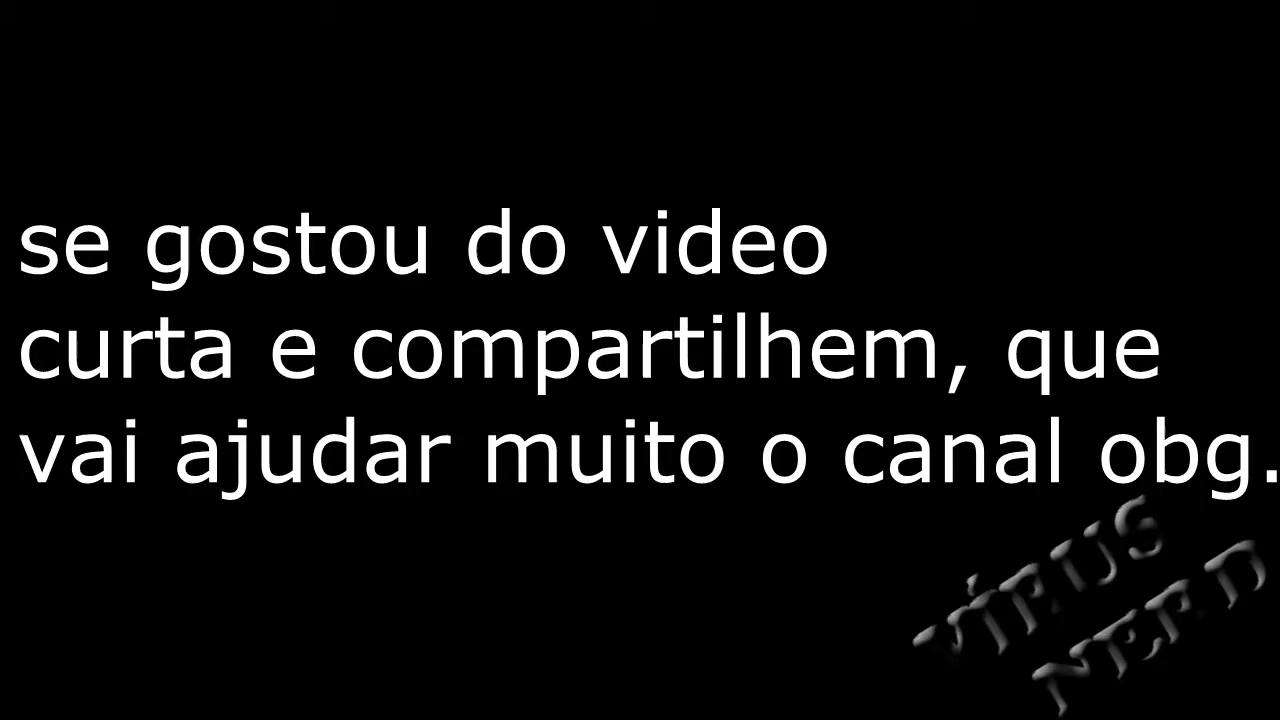 se gostou do video
curta e compartilhem, que
vai ajudar muito o canal obg.
VÍRUS
NERD